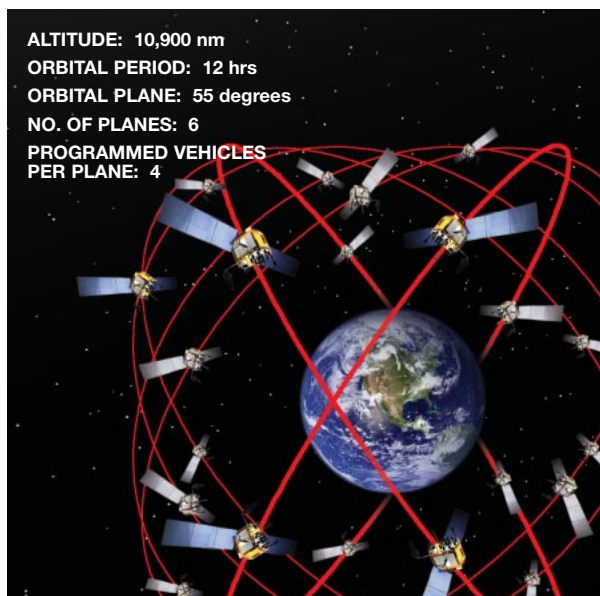 ALTITUDE: 10,900 nm
ORBITAL PERIOD: 12 hrs
ORBITAL PLANE: 55 degrees
NO. OF PLANES: 6
PROGRAMMED VEHICLES
PER PLANE: 4